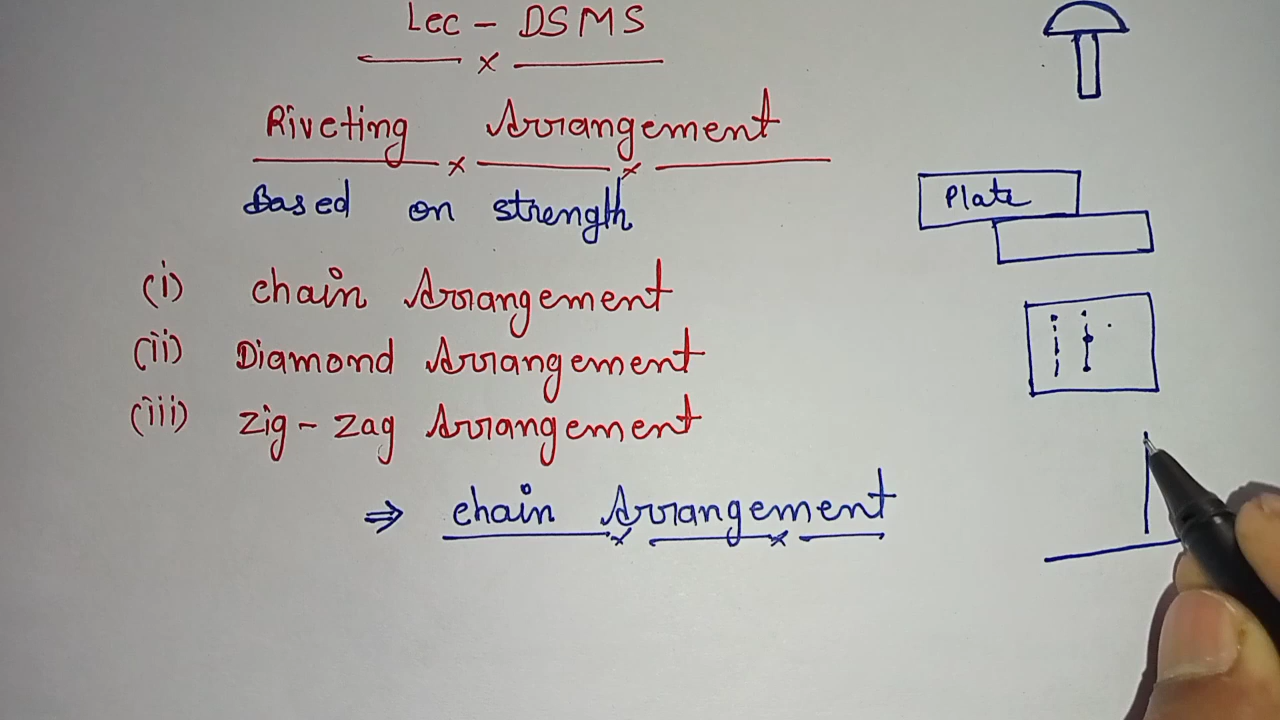 Lec - DSMS
Riveting Arrangement
Based on strength
Plate
(i) chain Arrangement
(ii) Diamond Arrangement
(iii) Zig-Zag Arrangement
⇒ chain Arrangement